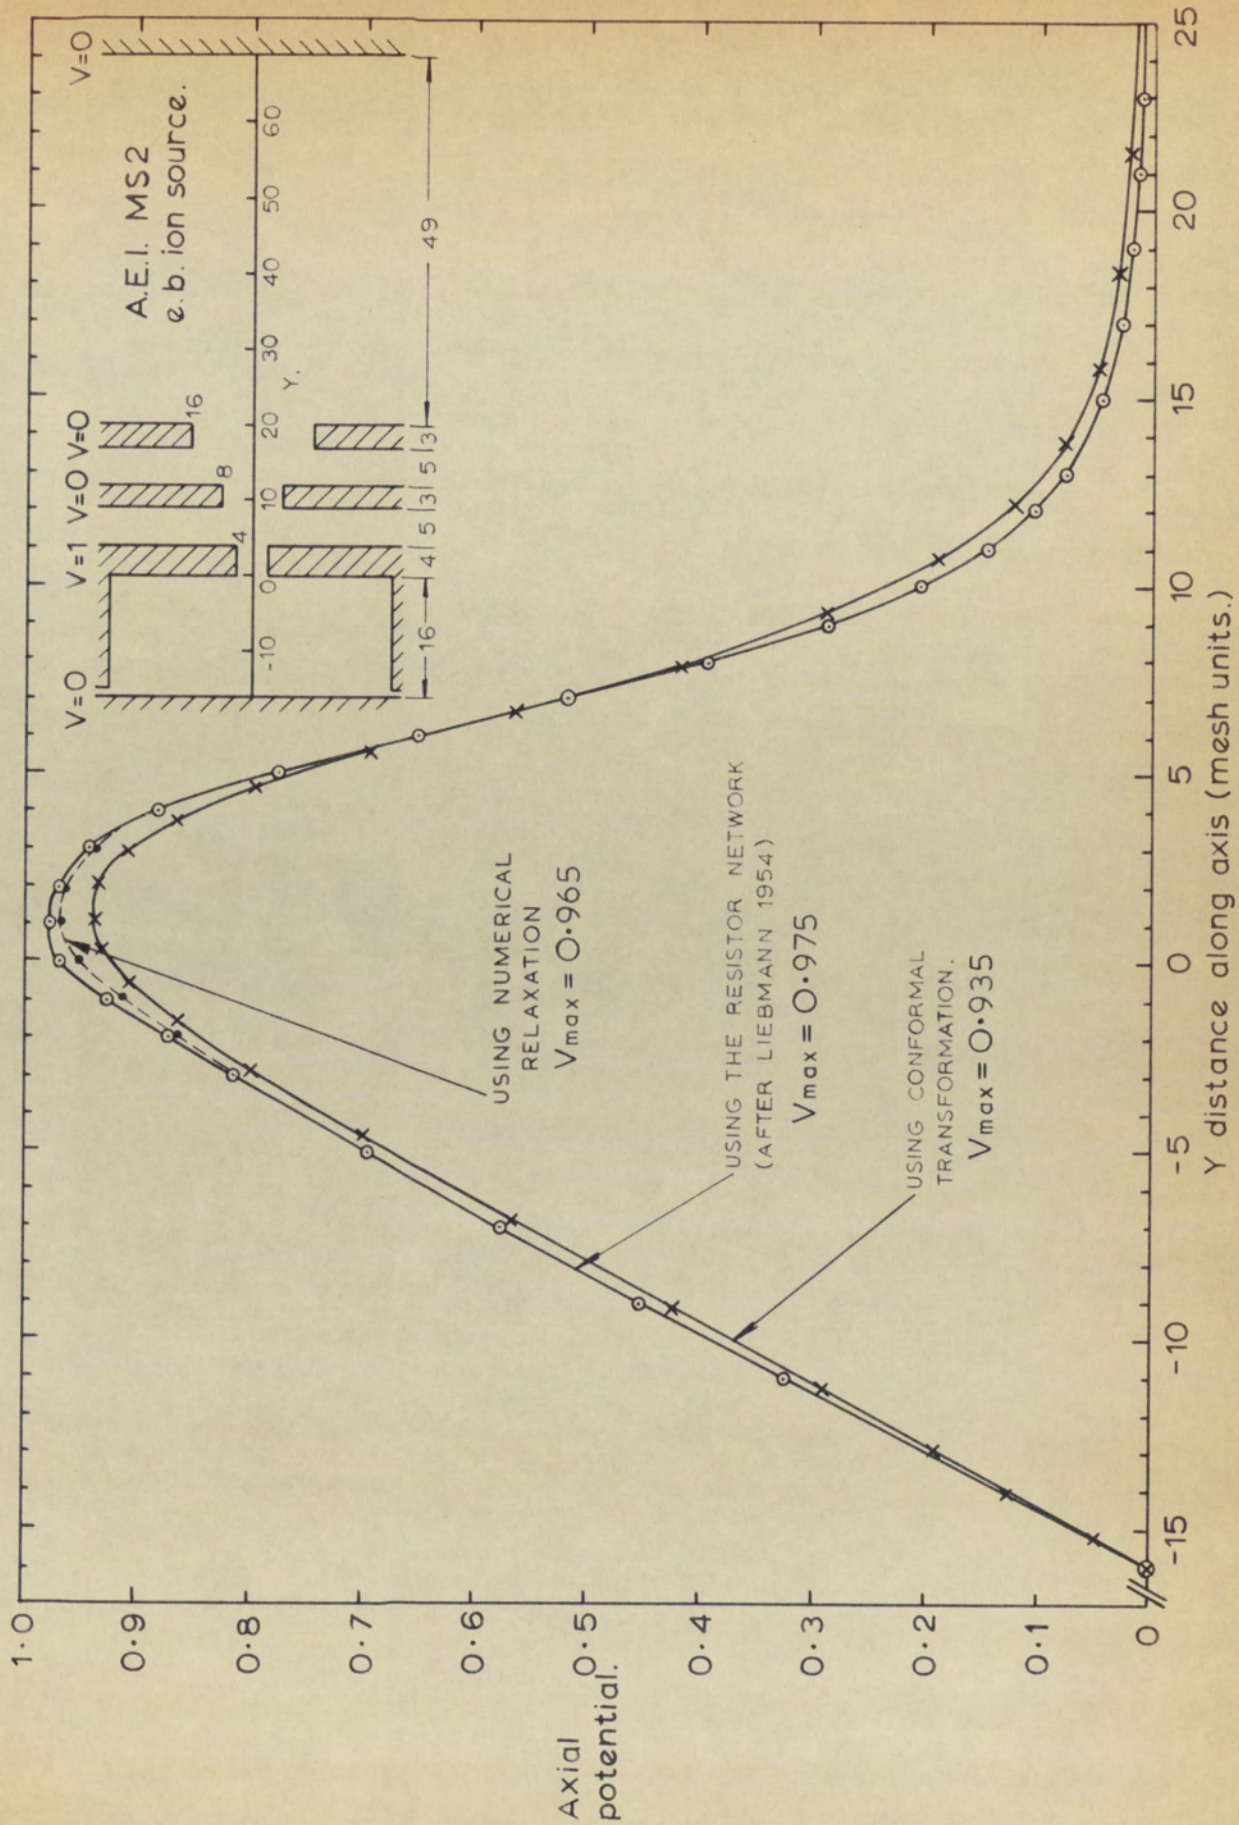 Axial
potential.
1·0
0·9
0·8
0·7
0·6
0·5
0·4
0·3
0·2
0·1
0
-15
-10
-5
0
5
10
15
20
25
Y distance along axis (mesh units.)
USING NUMERICAL
RELAXATION
Vmax = 0·965
USING THE RESISTOR NETWORK
(AFTER LIEBMANN 1954)
Vmax = 0·975
USING CONFORMAL
TRANSFORMATION.
Vmax = 0·935
V=0
V=1
V=0
V=0
V=0
A.E.I. MS2
e.b. ion source.
4
8
16
-10
0
10
20
30
40
50
60
Y.
16
4
5
3
5
3
49